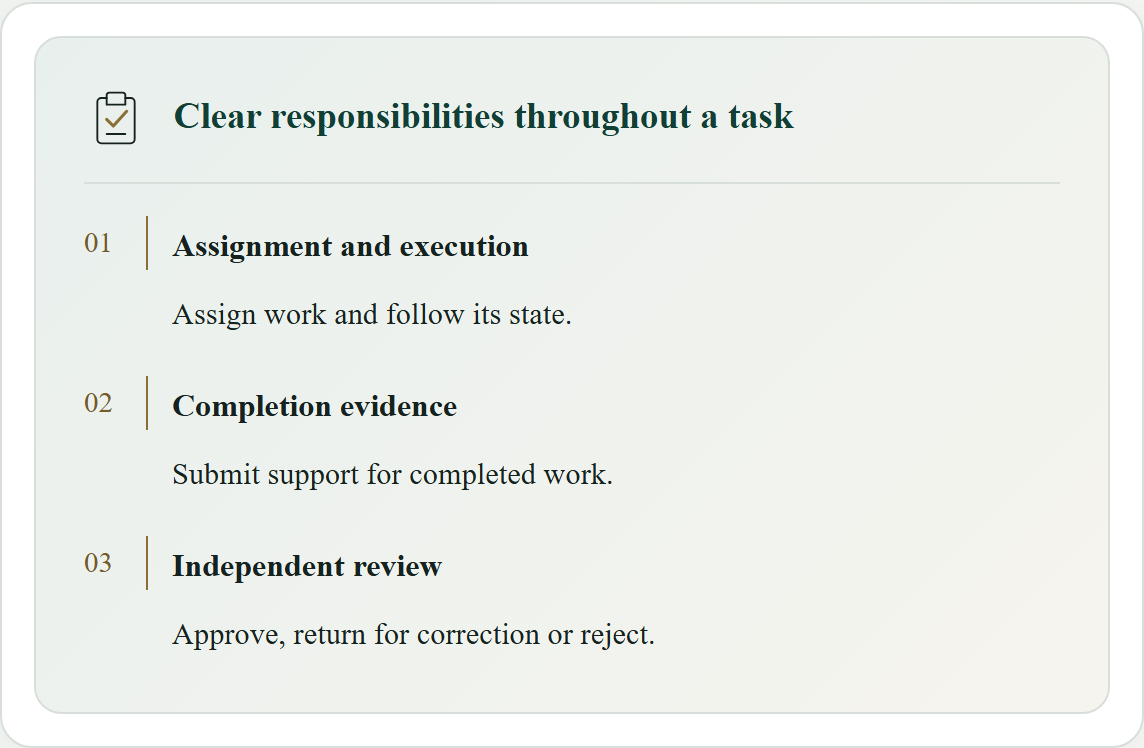 Clear responsibilities throughout a task
01
Assignment and execution
Assign work and follow its state.
02
Completion evidence
Submit support for completed work.
03
Independent review
Approve, return for correction or reject.